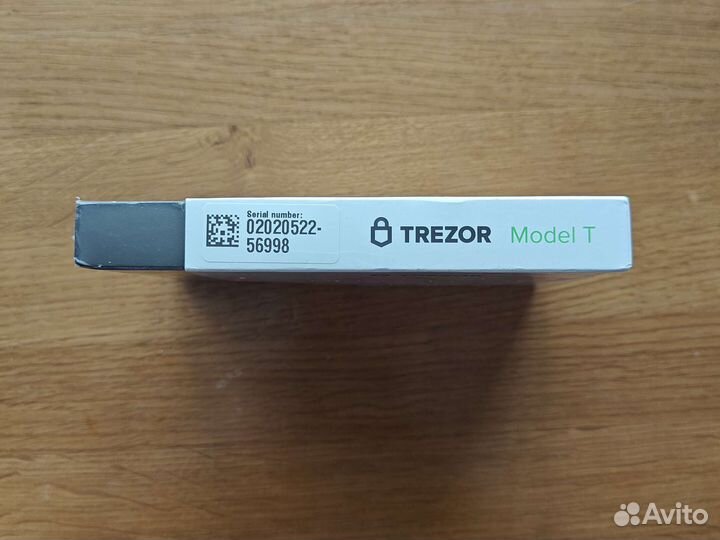 Serial number:
02020522-
56998
TREZOR Model T
Avito